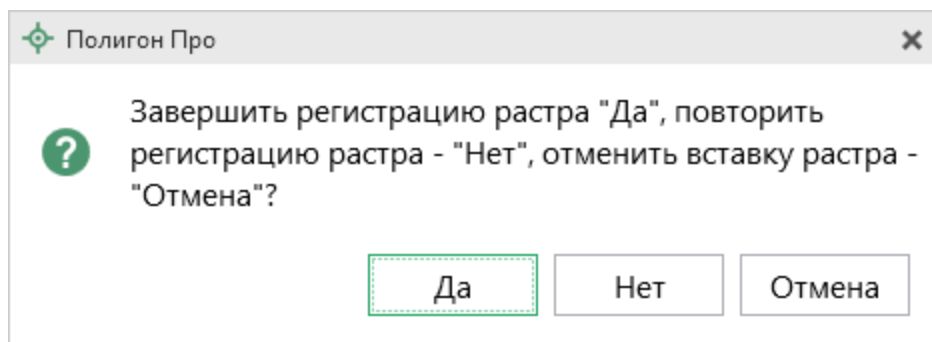 Полигон Про
Завершить регистрацию растра "Да", повторить
регистрацию растра - "Нет", отменить вставку растра -
"Отмена"?
Да
Нет
Отмена